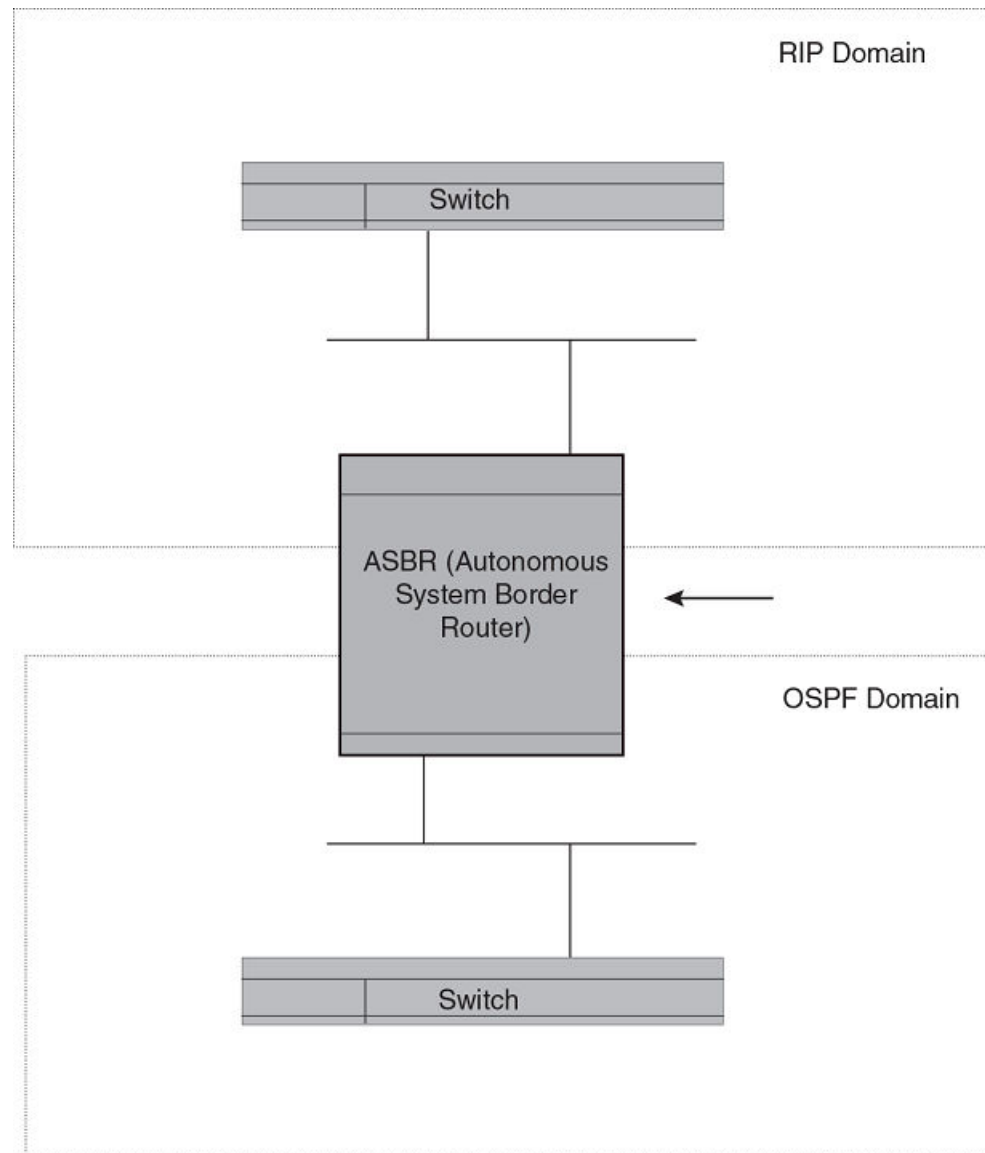 RIP Domain
Switch
ASBR (Autonomous
System Border
Router)
OSPF Domain
Switch